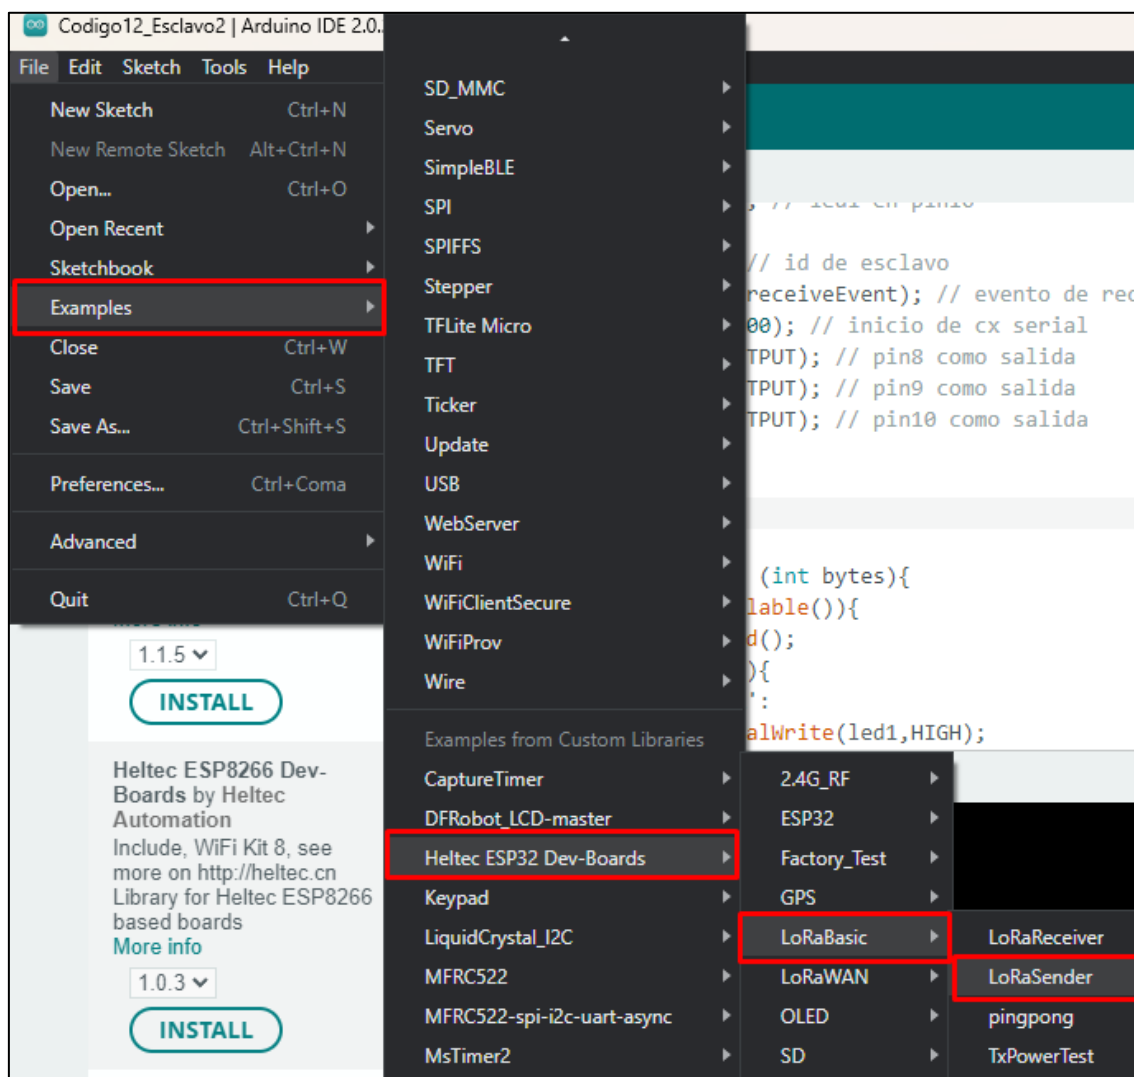 Codigo12_Esclavo2 | Arduino IDE 2.0.
File Edit Sketch Tools Help
New Sketch Ctrl+N
New Remote Sketch Alt+Ctrl+N
Open... Ctrl+O
Open Recent
Sketchbook
Examples
Close Ctrl+W
Save Ctrl+S
Save As... Ctrl+Shift+S
Preferences... Ctrl+Coma
Advanced
Quit Ctrl+Q
1.1.5
INSTALL
Heltec ESP8266 Dev-
Boards by Heltec
Automation
Include, WiFi Kit 8, see
more on http://heltec.cn
Library for Heltec ESP8266
based boards
More info
1.0.3
INSTALL
SD_MMC
Servo
SimpleBLE
SPI
SPIFFS
Stepper
TFLite Micro
TFT
Ticker
Update
USB
WebServer
WiFi
WiFiClientSecure
WiFiProv
Wire
Examples from Custom Libraries
CaptureTimer
DFRobot_LCD-master
Heltec ESP32 Dev-Boards
Keypad
LiquidCrystal_I2C
MFRC522
MFRC522-spi-i2c-uart-async
MsTimer2
2.4G_RF
ESP32
Factory_Test
GPS
LoRaBasic
LoRaWAN
OLED
SD
LoRaReceiver
LoRaSender
pingpong
TxPowerTest
// id de esclavo
receiveEvent); // evento de rec
00); // inicio de cx serial
TPUT); // pin8 como salida
TPUT); // pin9 como salida
TPUT); // pin10 como salida
(int bytes){
lable()){
d();
){
':
alWrite(led1,HIGH);